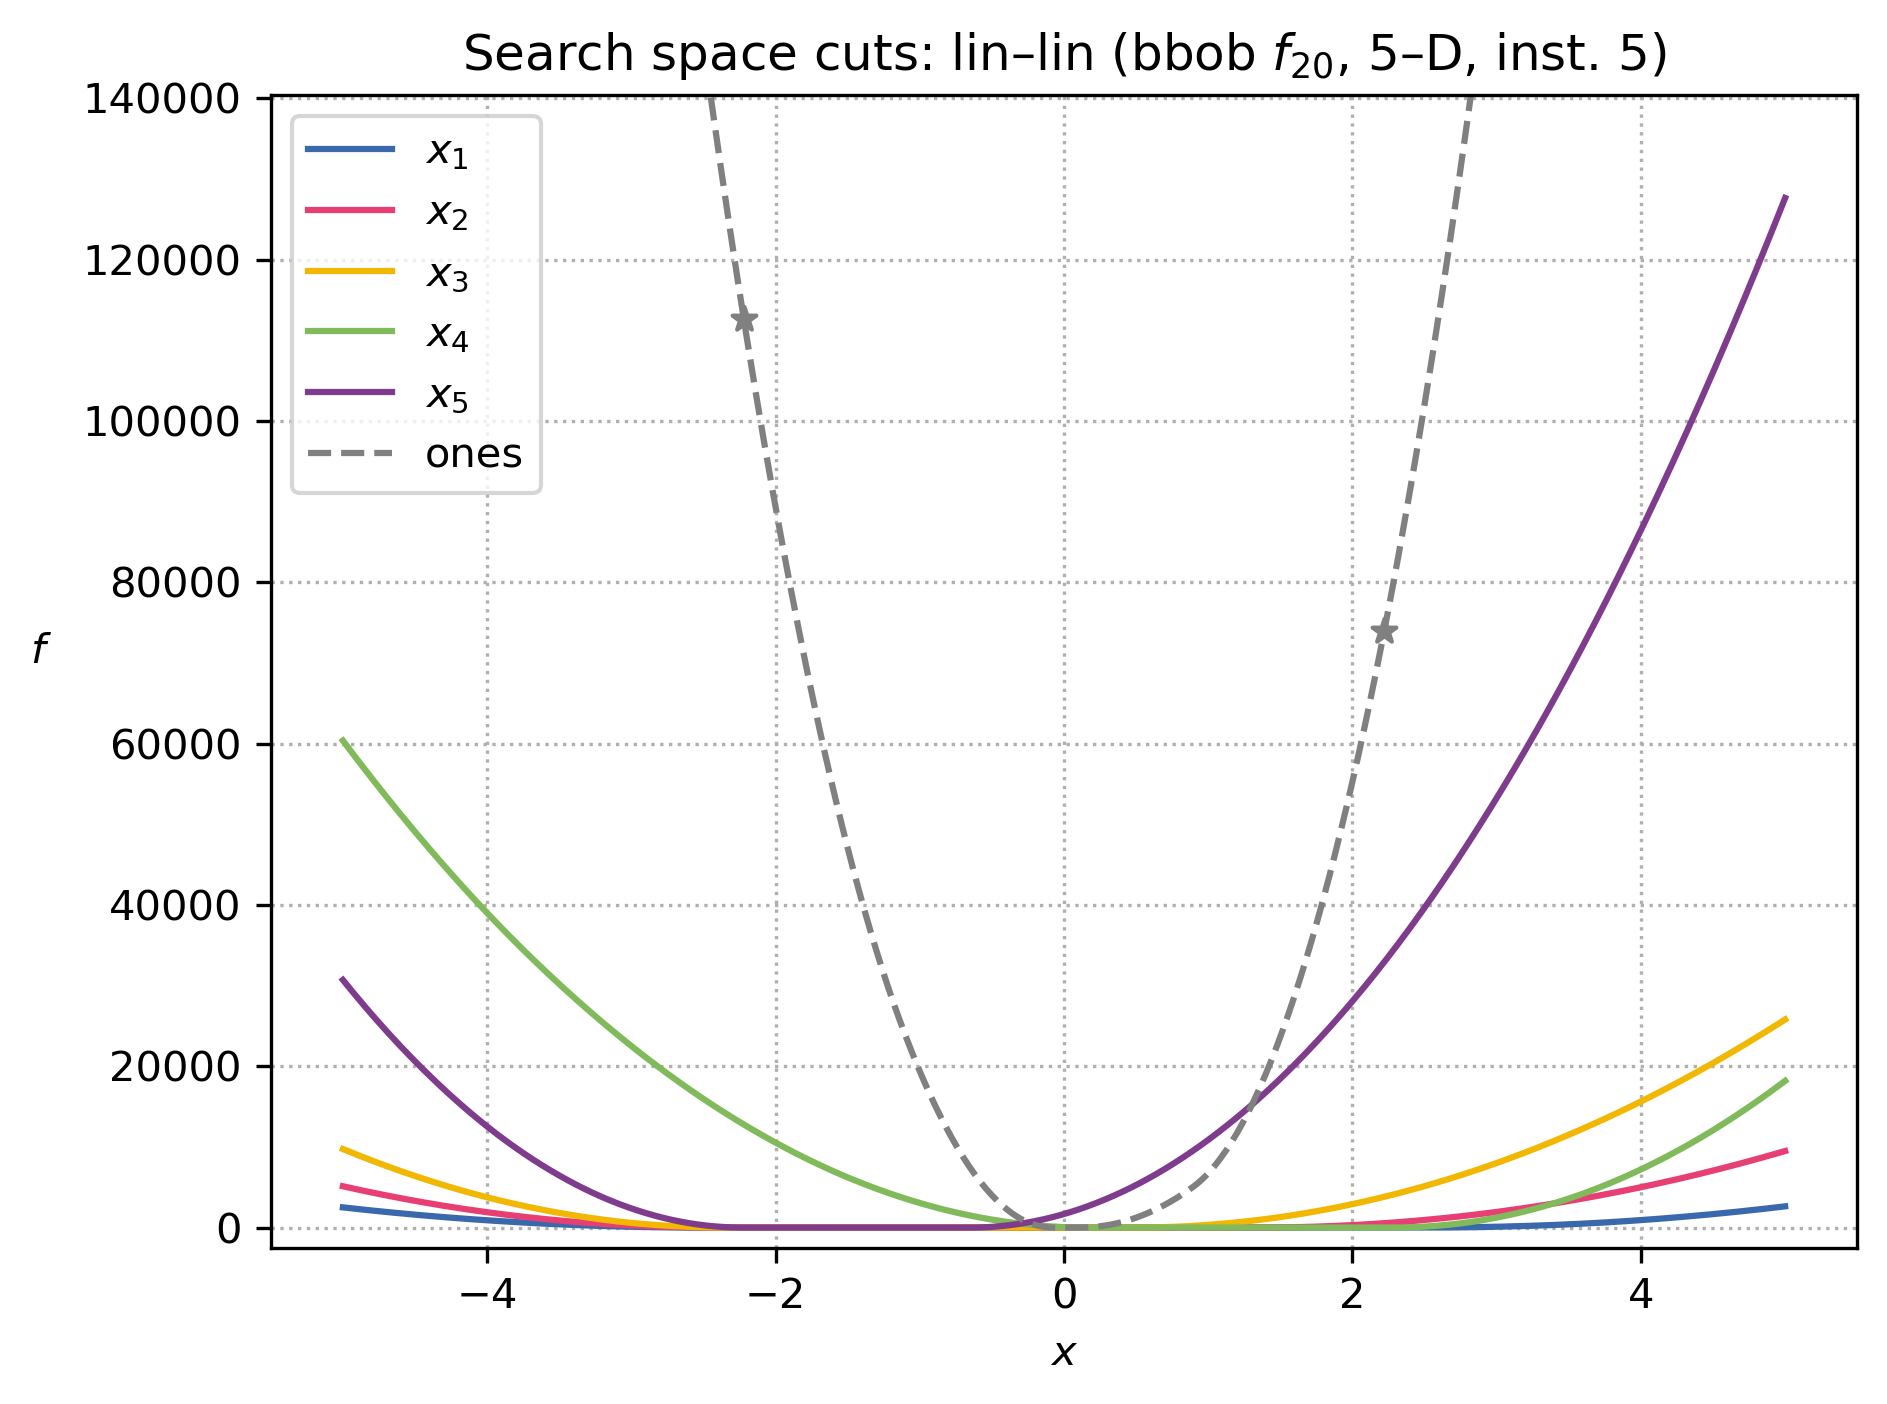 Search space cuts: lin–lin (bbob f20, 5–D, inst. 5)
140000
120000
100000
80000
60000
40000
20000
0
f
x1
x2
x3
x4
x5
ones
−4 −2 0 2 4
x